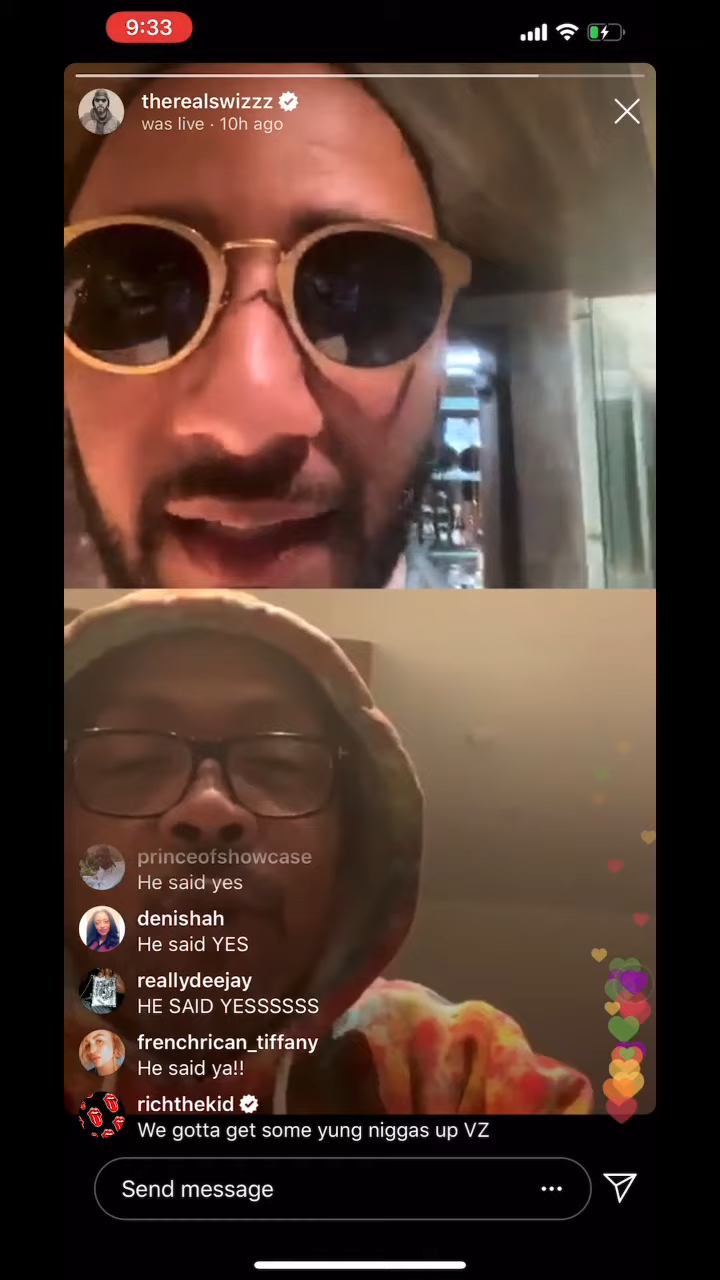 9:33
therealswizzz
was live · 10h ago
princeofshowcase
He said yes
denishah
He said YES
reallydeejay
HE SAID YESSSSSS
frenchrican_tiffany
He said ya!!
richthekid
We gotta get some yung niggas up VZ
Send message